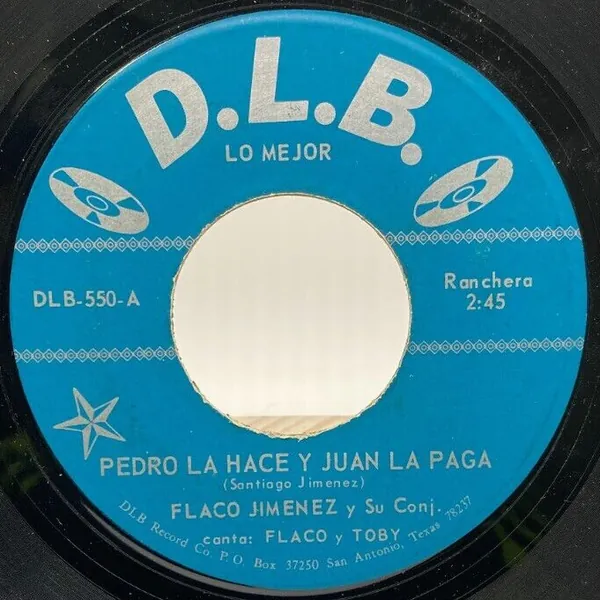 D.L.B.
LO MEJOR
DLB-550-A
Ranchera
2:45
PEDRO LA HACE Y JUAN LA PAGA
(Santiago Jimenez)
FLACO JIMENEZ y Su Conj.
canta: FLACO y TOBY
DLB Record Co. P.O. Box 37250 San Antonio, Texas 78237